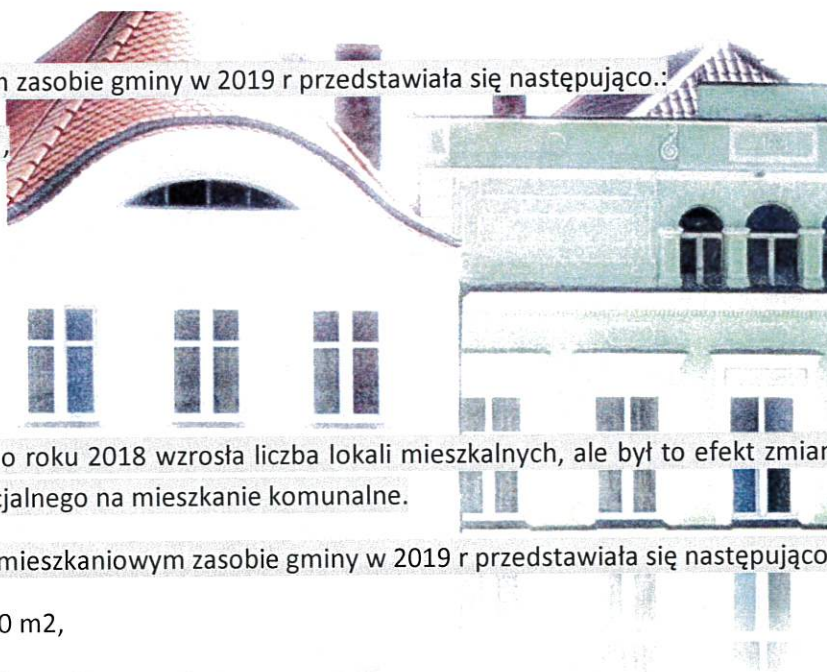 zasobie gminy w 2019 r przedstawiała się następująco.:
,
o roku 2018 wzrosła liczba lokali mieszkalnych, ale był to efekt zmian
cjalnego na mieszkanie komunalne.
mieszkaniowym zasobie gminy w 2019 r przedstawiała się następująco
0 m2,